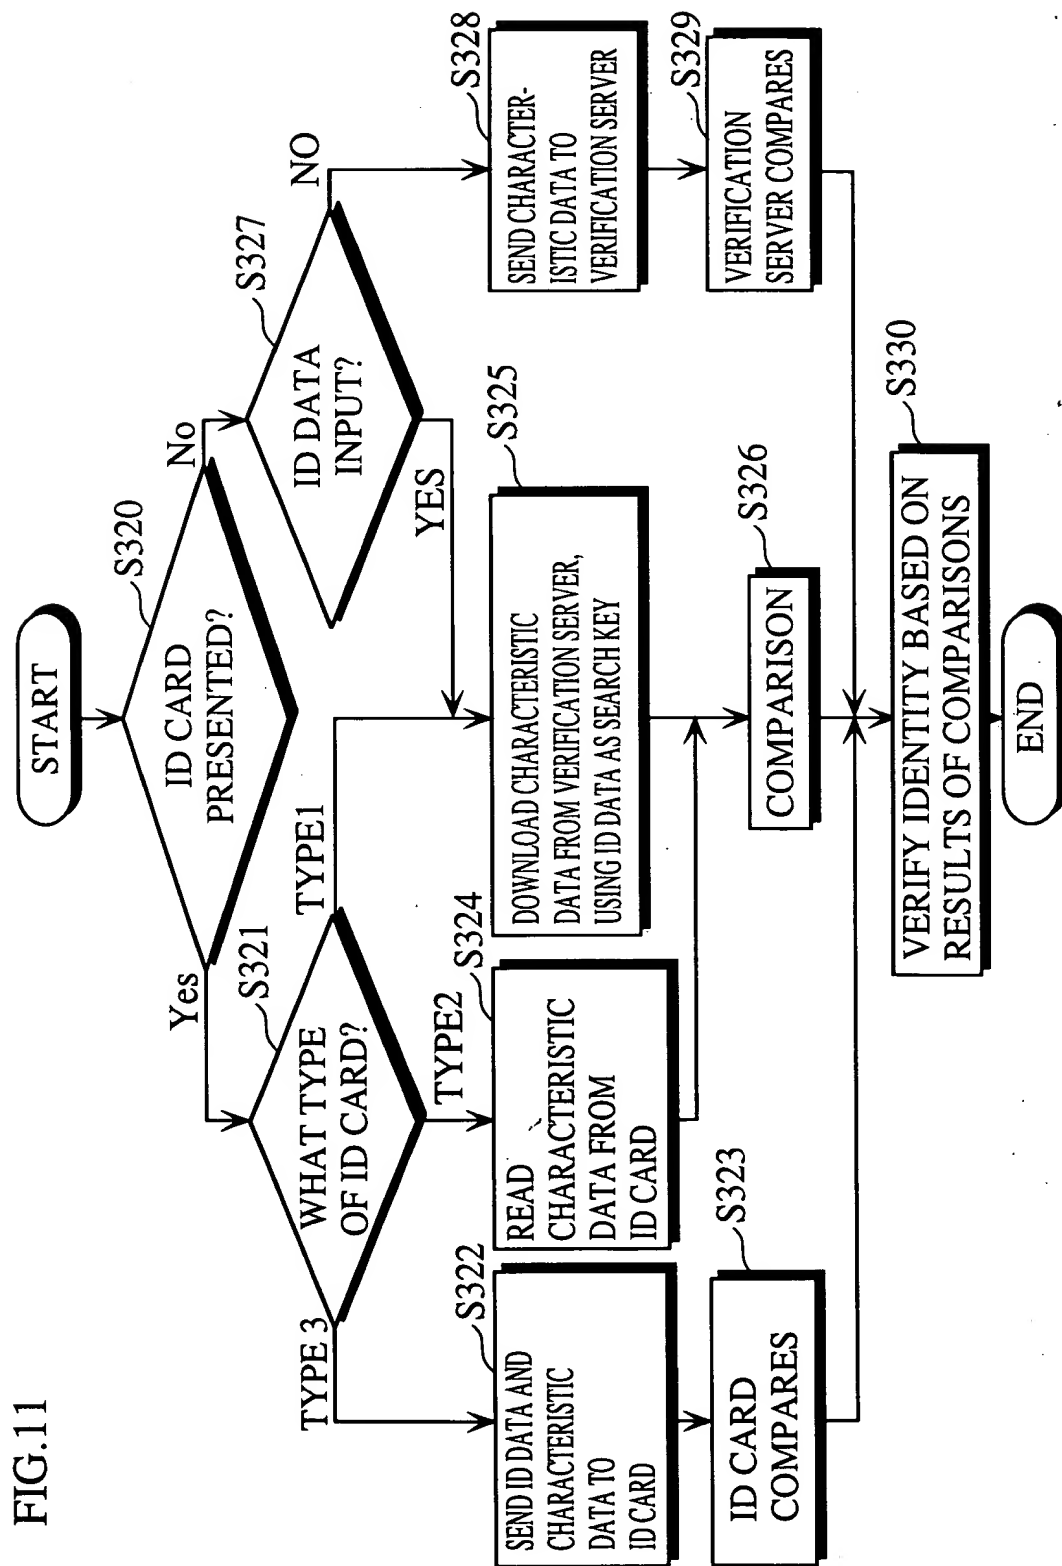 FIG.11
START
S320
ID CARD
PRESENTED?
Yes
No
S321
WHAT TYPE
OF ID CARD?
S327
ID DATA
INPUT?
TYPE 3
TYPE2
TYPE1
YES
NO
S322
SEND ID DATA AND
CHARACTERISTIC
DATA TO
ID CARD
S324
READ
CHARACTERISTIC
DATA FROM
ID CARD
S325
DOWNLOAD CHARACTERISTIC
DATA FROM VERIFICATION SERVER,
USING ID DATA AS SEARCH KEY
S328
SEND CHARACTER-
ISTIC DATA TO
VERIFICATION SERVER
S323
ID CARD
COMPARES
S326
COMPARISON
S329
VERIFICATION
SERVER COMPARES
S330
VERIFY IDENTITY BASED ON
RESULTS OF COMPARISONS
END